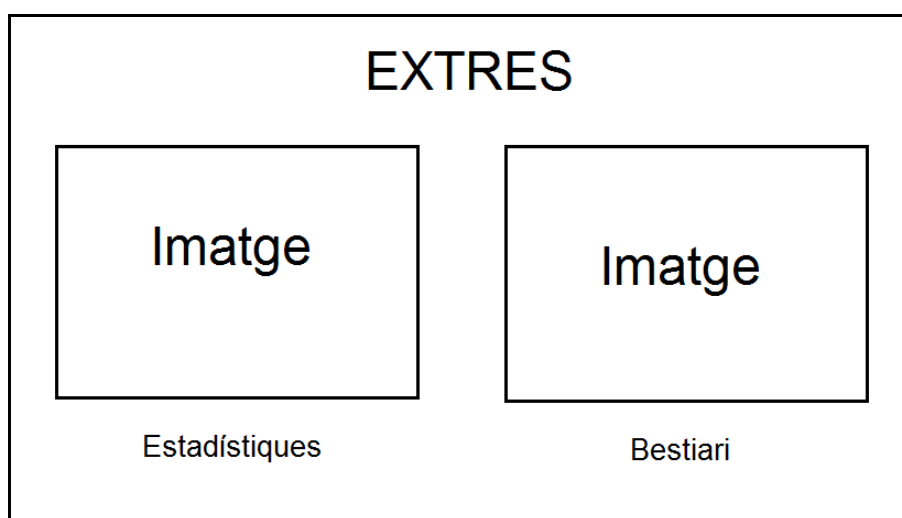 EXTRES
Imatge
Imatge
Estadístiques
Bestiari